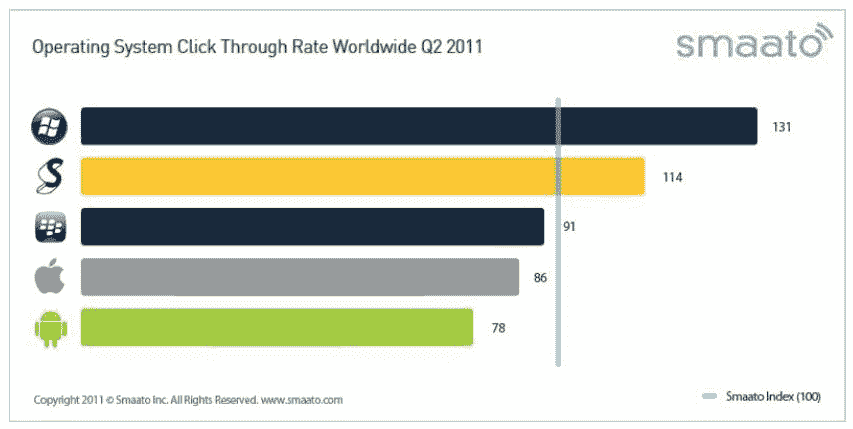 Operating System Click Through Rate Worldwide Q2 2011
smaato
131
114
91
86
78
Copyright 2011 © Smaato Inc. All Rights Reserved. www.smaato.com
Smaato Index (100)